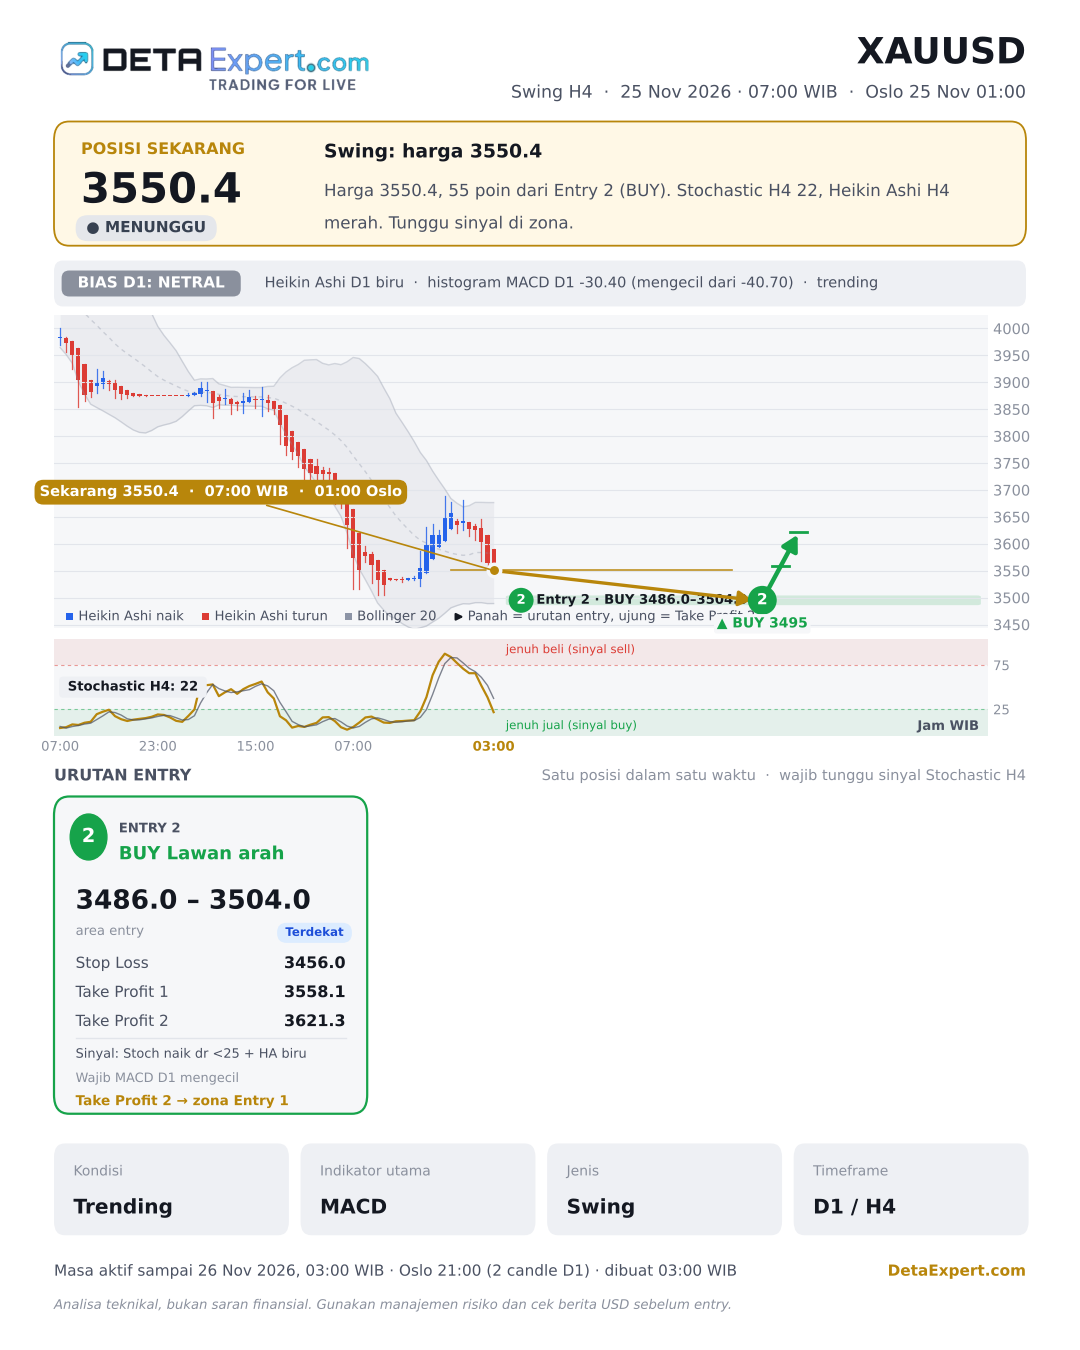 DETA Expert.com
TRADING FOR LIVE
XAUUSD
Swing H4 · 25 Nov 2026 · 07:00 WIB · Oslo 25 Nov 01:00
POSISI SEKARANG
3550.4
● MENUNGGU
Swing: harga 3550.4
Harga 3550.4, 55 poin dari Entry 2 (BUY). Stochastic H4 22, Heikin Ashi H4
merah. Tunggu sinyal di zona.
BIAS D1: NETRAL
Heikin Ashi D1 biru · histogram MACD D1 -30.40 (mengecil dari -40.70) · trending
4000
3950
3900
3850
3800
3750
3700
3650
3600
3550
3500
3450
Sekarang 3550.4 · 07:00 WIB · 01:00 Oslo
2 Entry 2 · BUY 3486.0–3504.
2
▲ BUY 3495
Heikin Ashi naik
Heikin Ashi turun
Bollinger 20
Panah = urutan entry, ujung = Take
jenuh beli (sinyal sell)
75
Stochastic H4: 22
25
jenuh jual (sinyal buy)
Jam WIB
07:00 23:00 15:00 07:00 03:00
URUTAN ENTRY
Satu posisi dalam satu waktu · wajib tunggu sinyal Stochastic H4
2
ENTRY 2
BUY Lawan arah
3486.0 – 3504.0
area entry
Terdekat
Stop Loss 3456.0
Take Profit 1 3558.1
Take Profit 2 3621.3
Sinyal: Stoch naik dr <25 + HA biru
Wajib MACD D1 mengecil
Take Profit 2 → zona Entry 1
Kondisi
Trending
Indikator utama
MACD
Jenis
Swing
Timeframe
D1 / H4
Masa aktif sampai 26 Nov 2026, 03:00 WIB · Oslo 21:00 (2 candle D1) · dibuat 03:00 WIB
DetaExpert.com
Analisa teknikal, bukan saran finansial. Gunakan manajemen risiko dan cek berita USD sebelum entry.